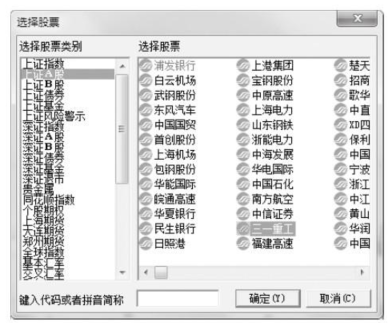 选择股票
选择股票类别
选择股票
上证指数
上证A股
上证B股
上证债券
上证基金
上证风险警示
深证指数
深证A股
深证B股
深证债券
深证基金
深证退市
贵金属
同花顺指数
个股期权
上海期货
大连期货
郑州期货
全球指数
基本汇率
交叉汇率
浦发银行 上港集团 楚天
白云机场 宝钢股份 招商
武钢股份 中原高速 歌华
东风汽车 上海电力 中直
中国国贸 山东钢铁 XD四
首创股份 浙能电力 保利
上海机场 中海发展 中国
包钢股份 华电国际 宁波
华能国际 中国石化 浙江
皖通高速 南方航空 中江
华夏银行 中信证券 黄山
民生银行 三一重工 华润
日照港 福建高速 中国
键入代码或者拼音简称 确定(Y) 取消(C)